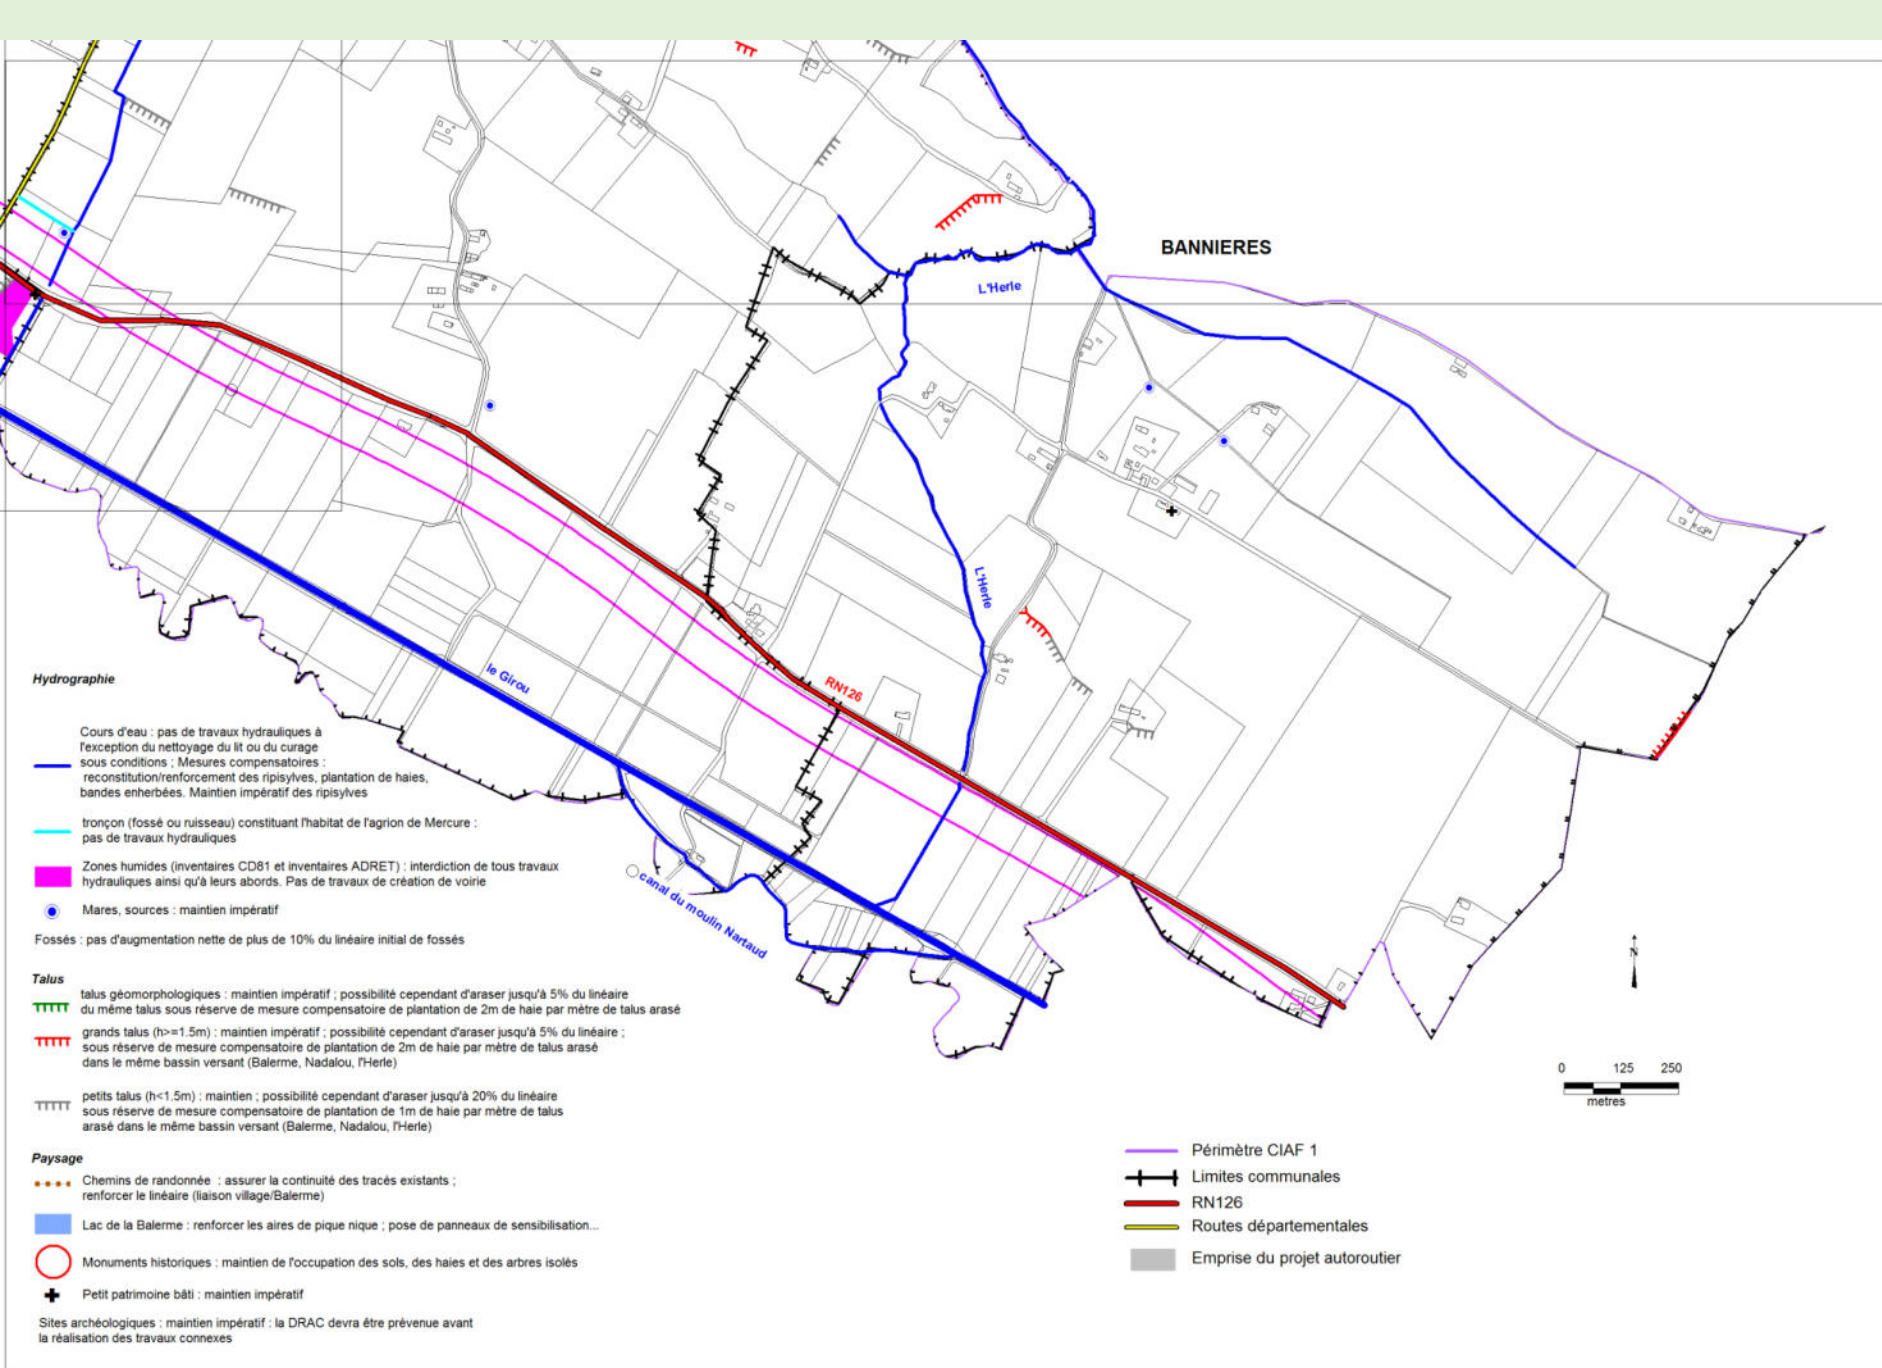 BANNIERES
L'Herle
L'Herle
RN126
le Girou
canal du moulin Nartaud
Hydrographie
Cours d'eau : pas de travaux hydrauliques à
l'exception du nettoyage du lit ou du curage
sous conditions ; Mesures compensatoires :
reconstitution/renforcement des ripisylves, plantation de haies,
bandes enherbées. Maintien impératif des ripisylves
tronçon (fossé ou ruisseau) constituant l'habitat de l'agrion de Mercure :
pas de travaux hydrauliques
Zones humides (inventaires CD81 et inventaires ADRET) : interdiction de tous travaux
hydrauliques ainsi qu'à leurs abords. Pas de travaux de création de voirie
Mares, sources : maintien impératif
Fossés : pas d'augmentation nette de plus de 10% du linéaire initial de fossés
Talus
talus géomorphologiques : maintien impératif ; possibilité cependant d'araser jusqu'à 5% du linéaire
du même talus sous réserve de mesure compensatoire de plantation de 2m de haie par mètre de talus arasé
grands talus (h>=1.5m) : maintien impératif ; possibilité cependant d'araser jusqu'à 5% du linéaire ;
sous réserve de mesure compensatoire de plantation de 2m de haie par mètre de talus arasé
dans le même bassin versant (Balerme, Nadalou, l'Herle)
petits talus (h<1.5m) : maintien ; possibilité cependant d'araser jusqu'à 20% du linéaire
sous réserve de mesure compensatoire de plantation de 1m de haie par mètre de talus
arasé dans le même bassin versant (Balerme, Nadalou, l'Herle)
Paysage
Chemins de randonnée : assurer la continuité des tracés existants ;
renforcer le linéaire (liaison village/Balerme)
Lac de la Balerme : renforcer les aires de pique nique ; pose de panneaux de sensibilisation...
Monuments historiques : maintien de l'occupation des sols, des haies et des arbres isolés
Petit patrimoine bâti : maintien impératif
Sites archéologiques : maintien impératif : la DRAC devra être prévenue avant
la réalisation des travaux connexes
N
0 125 250
metres
Périmètre CIAF 1
Limites communales
RN126
Routes départementales
Emprise du projet autoroutier